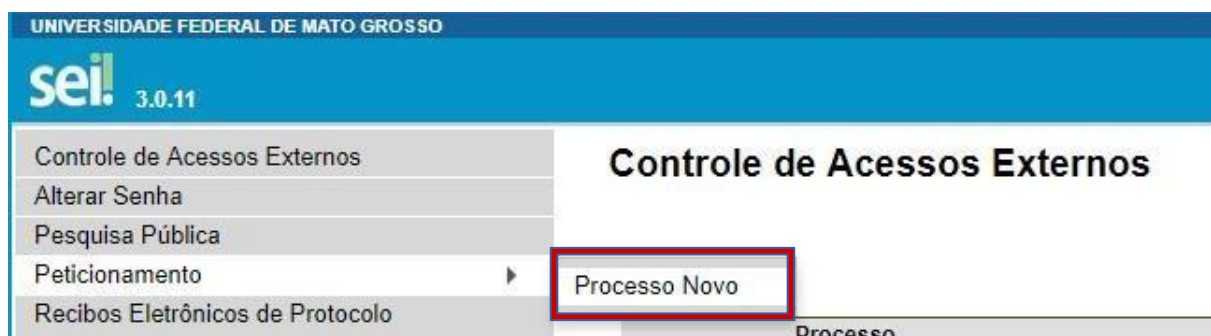 UNIVERSIDADE FEDERAL DE MATO GROSSO
sei! 3.0.11
Controle de Acessos Externos
Alterar Senha
Pesquisa Pública
Peticionamento
Recibos Eletrônicos de Protocolo
Controle de Acessos Externos
Processo Novo
Processo